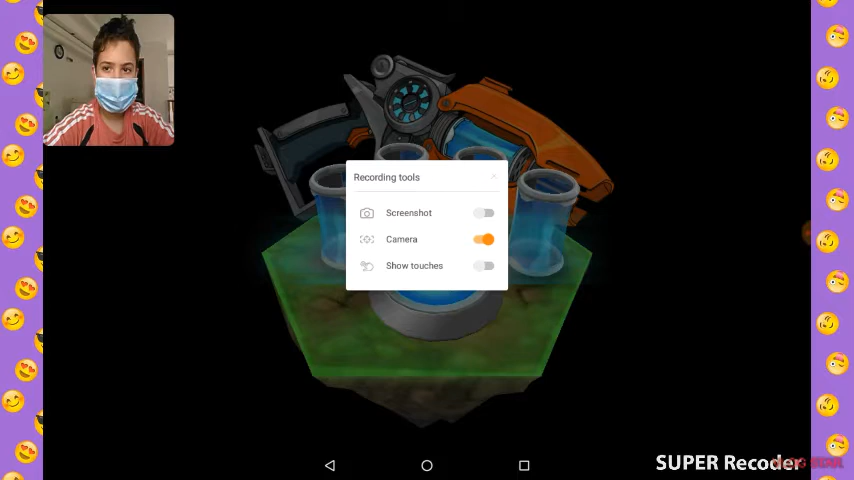 Recording tools
Screenshot
Camera
Show touches
SUPER Recoder